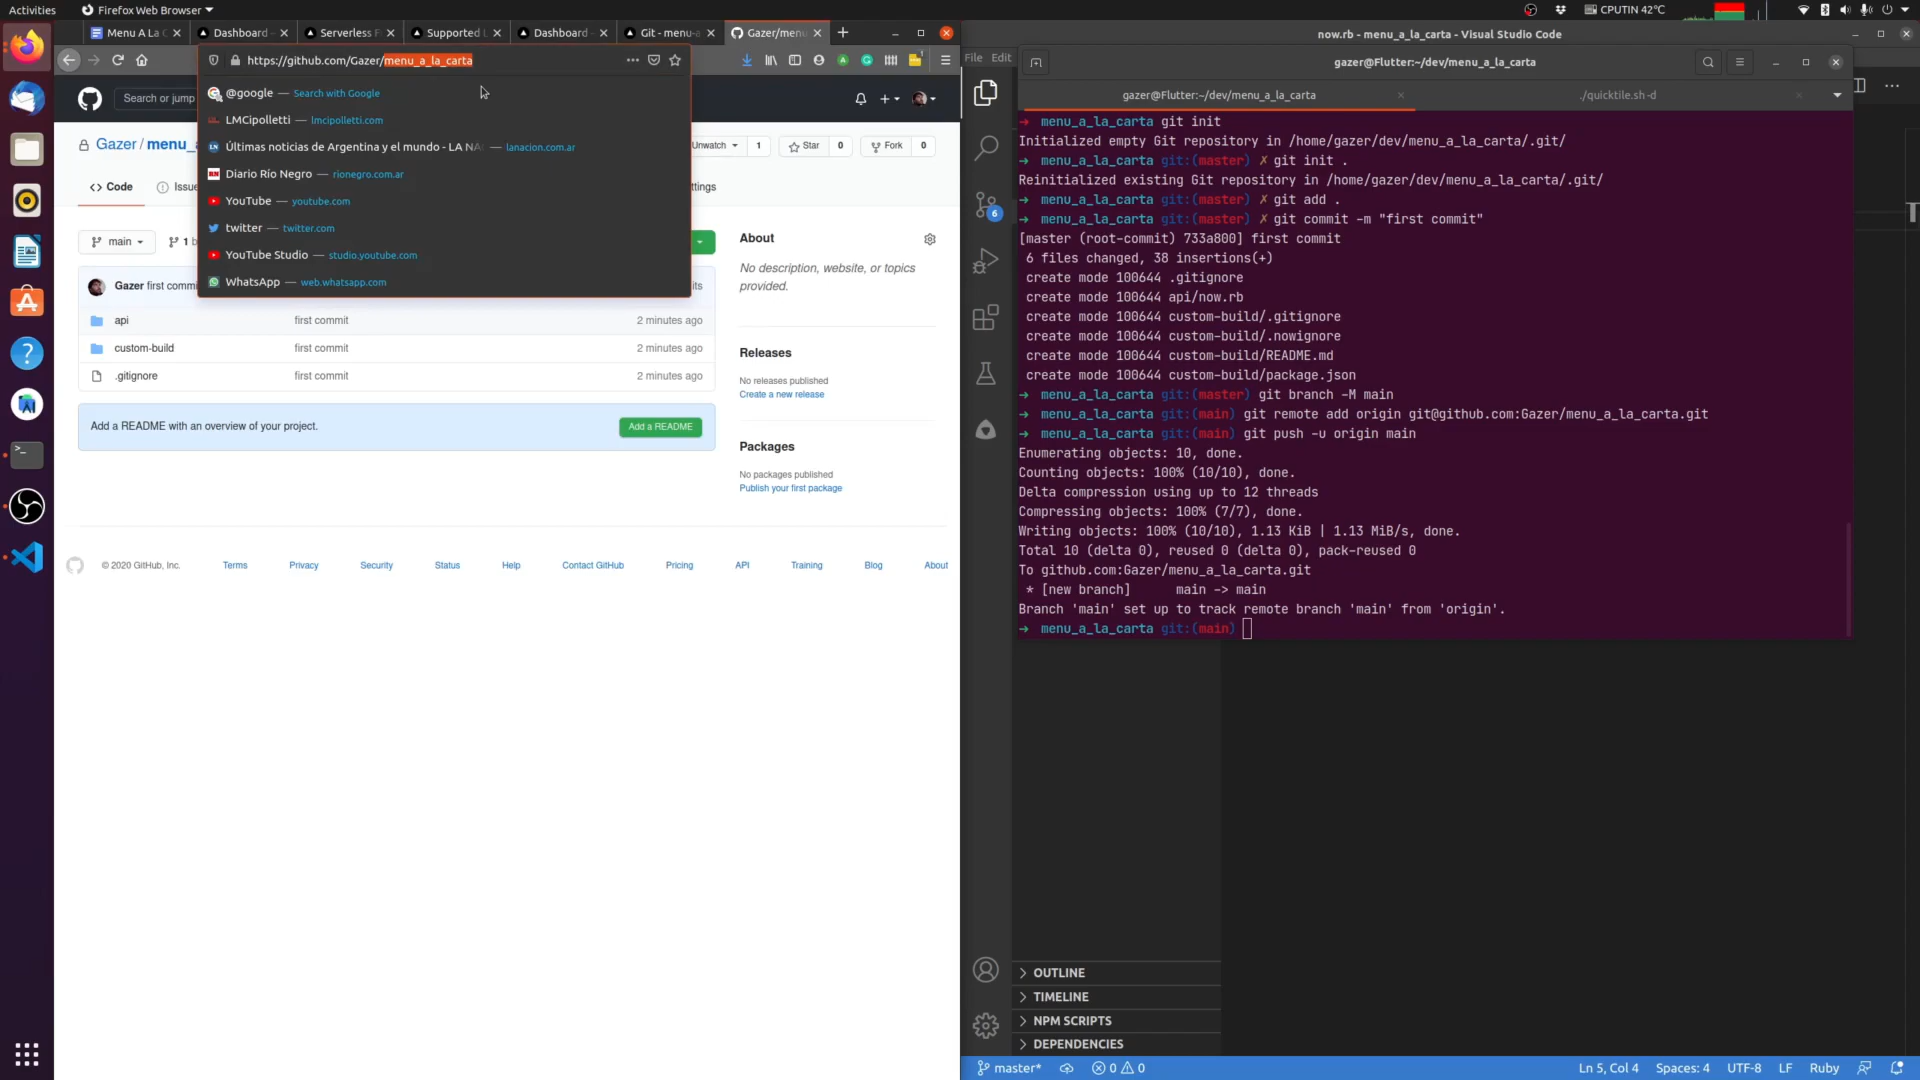 Activities
Firefox Web Browser
CPUTIN 42°C
Menu A La C
Dashboard -
Serverless F
Supported L
Dashboard -
Git - menu-a
Gazer/menu
https://github.com/Gazer/menu_a_la_carta
@google — Search with Google
LMCipolletti — lmcipolletti.com
Últimas noticias de Argentina y el mundo - LA NA — lanacion.com.ar
Diario Río Negro — rionegro.com.ar
YouTube — youtube.com
twitter — twitter.com
YouTube Studio — studio.youtube.com
WhatsApp — web.whatsapp.com
Search or jump
Gazer / menu_
Unwatch 1
Star 0
Fork 0
Code
Issue
ttings
main
1 b
Gazer first commi
its
api first commit 2 minutes ago
custom-build first commit 2 minutes ago
.gitignore first commit 2 minutes ago
Add a README with an overview of your project.
Add a README
About
No description, website, or topics
provided.
Releases
No releases published
Create a new release
Packages
No packages published
Publish your first package
© 2020 GitHub, Inc.
Terms
Privacy
Security
Status
Help
Contact GitHub
Pricing
API
Training
Blog
About
now.rb - menu_a_la_carta - Visual Studio Code
File Edit
gazer@Flutter:~/dev/menu_a_la_carta
gazer@Flutter:~/dev/menu_a_la_carta
./quicktile.sh -d
→ menu_a_la_carta git init
Initialized empty Git repository in /home/gazer/dev/menu_a_la_carta/.git/
→ menu_a_la_carta git:(master) ✗ git init .
Reinitialized existing Git repository in /home/gazer/dev/menu_a_la_carta/.git/
→ menu_a_la_carta git:(master) ✗ git add .
→ menu_a_la_carta git:(master) ✗ git commit -m "first commit"
[master (root-commit) 733a800] first commit
6 files changed, 38 insertions(+)
create mode 100644 .gitignore
create mode 100644 api/now.rb
create mode 100644 custom-build/.gitignore
create mode 100644 custom-build/.nowignore
create mode 100644 custom-build/README.md
create mode 100644 custom-build/package.json
→ menu_a_la_carta git:(master) git branch -M main
→ menu_a_la_carta git:(main) git remote add origin git@github.com:Gazer/menu_a_la_carta.git
→ menu_a_la_carta git:(main) git push -u origin main
Enumerating objects: 10, done.
Counting objects: 100% (10/10), done.
Delta compression using up to 12 threads
Compressing objects: 100% (7/7), done.
Writing objects: 100% (10/10), 1.13 KiB | 1.13 MiB/s, done.
Total 10 (delta 0), reused 0 (delta 0), pack-reused 0
To github.com:Gazer/menu_a_la_carta.git
* [new branch] main -> main
Branch 'main' set up to track remote branch 'main' from 'origin'.
→ menu_a_la_carta git:(main)
6
OUTLINE
TIMELINE
NPM SCRIPTS
DEPENDENCIES
master*
0 0
Ln 5, Col 4
Spaces: 4
UTF-8
LF
Ruby